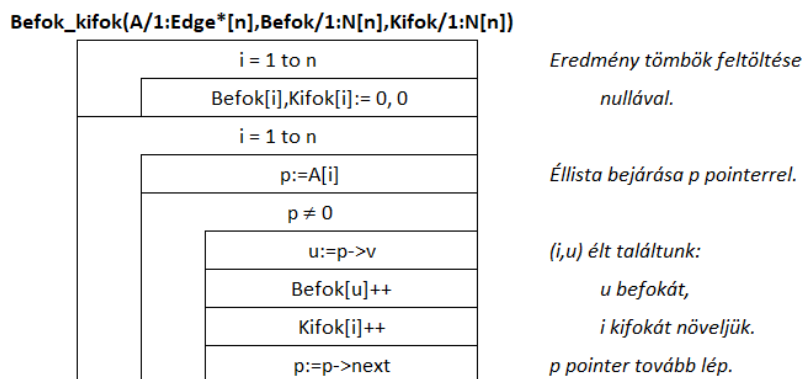 Befok_kifok(A/1:Edge*[n],Befok/1:N[n],Kifok/1:N[n])
i = 1 to n Eredmény tömbök feltöltése
Befok[i],Kifok[i]:= 0, 0 nullával.
i = 1 to n
p:=A[i] Éllista bejárása p pointerrel.
p ≠ 0
u:=p->v (i,u) élt találtunk:
Befok[u]++ u befokát,
Kifok[i]++ i kifokát növeljük.
p:=p->next p pointer tovább lép.